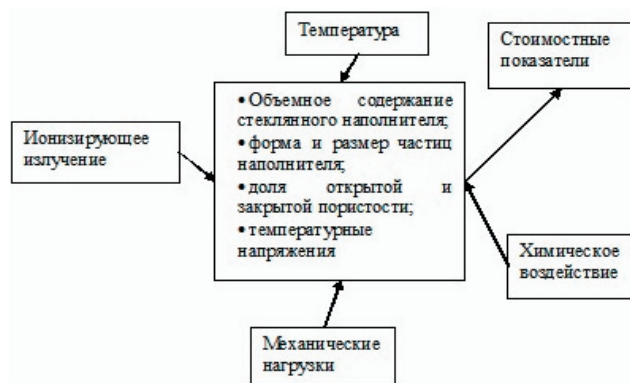 Температура
Стоимостные
показатели
•Объемное содержание
стеклянного наполнителя;
•форма и размер частиц
наполнителя;
•доля открытой и
закрытой пористости;
•температурные
напряжения
Ионизирующее
излучение
Химическое
воздействие
Механические
нагрузки